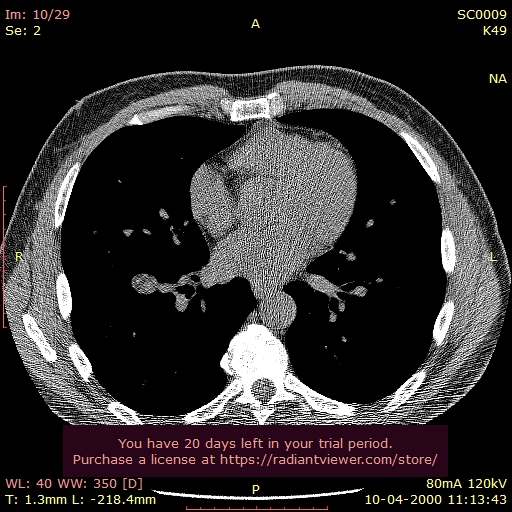 Im: 10/29
Se: 2
A
SC0009
K49
NA
R
L
You have 20 days left in your trial period.
Purchase a license at https://radiantviewer.com/store/
WL: 40 WW: 350 [D]
T: 1.3mm L: -218.4mm
P
80mA 120kV
10-04-2000 11:13:43